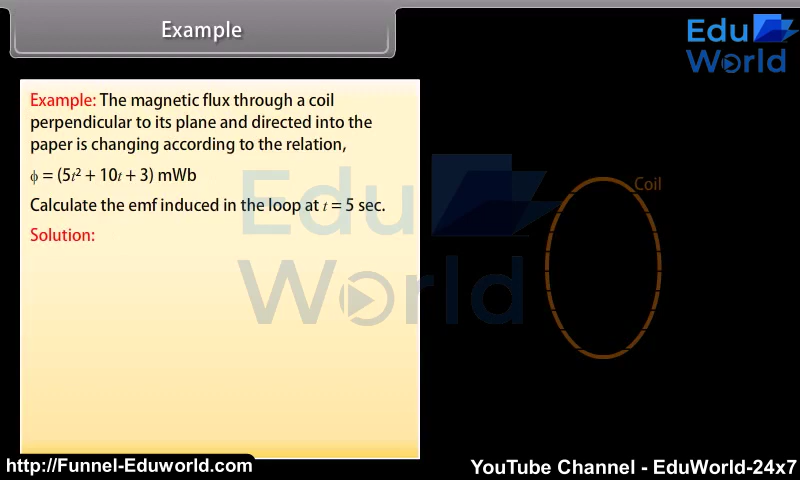 Example
Edu
World
Example: The magnetic flux through a coil
perpendicular to its plane and directed into the
paper is changing according to the relation,
ϕ = (5t² + 10t + 3) mWb
Calculate the emf induced in the loop at t = 5 sec.
Solution:
Coil
Edu
World
http://Funnel-Eduworld.com
YouTube Channel - EduWorld-24x7